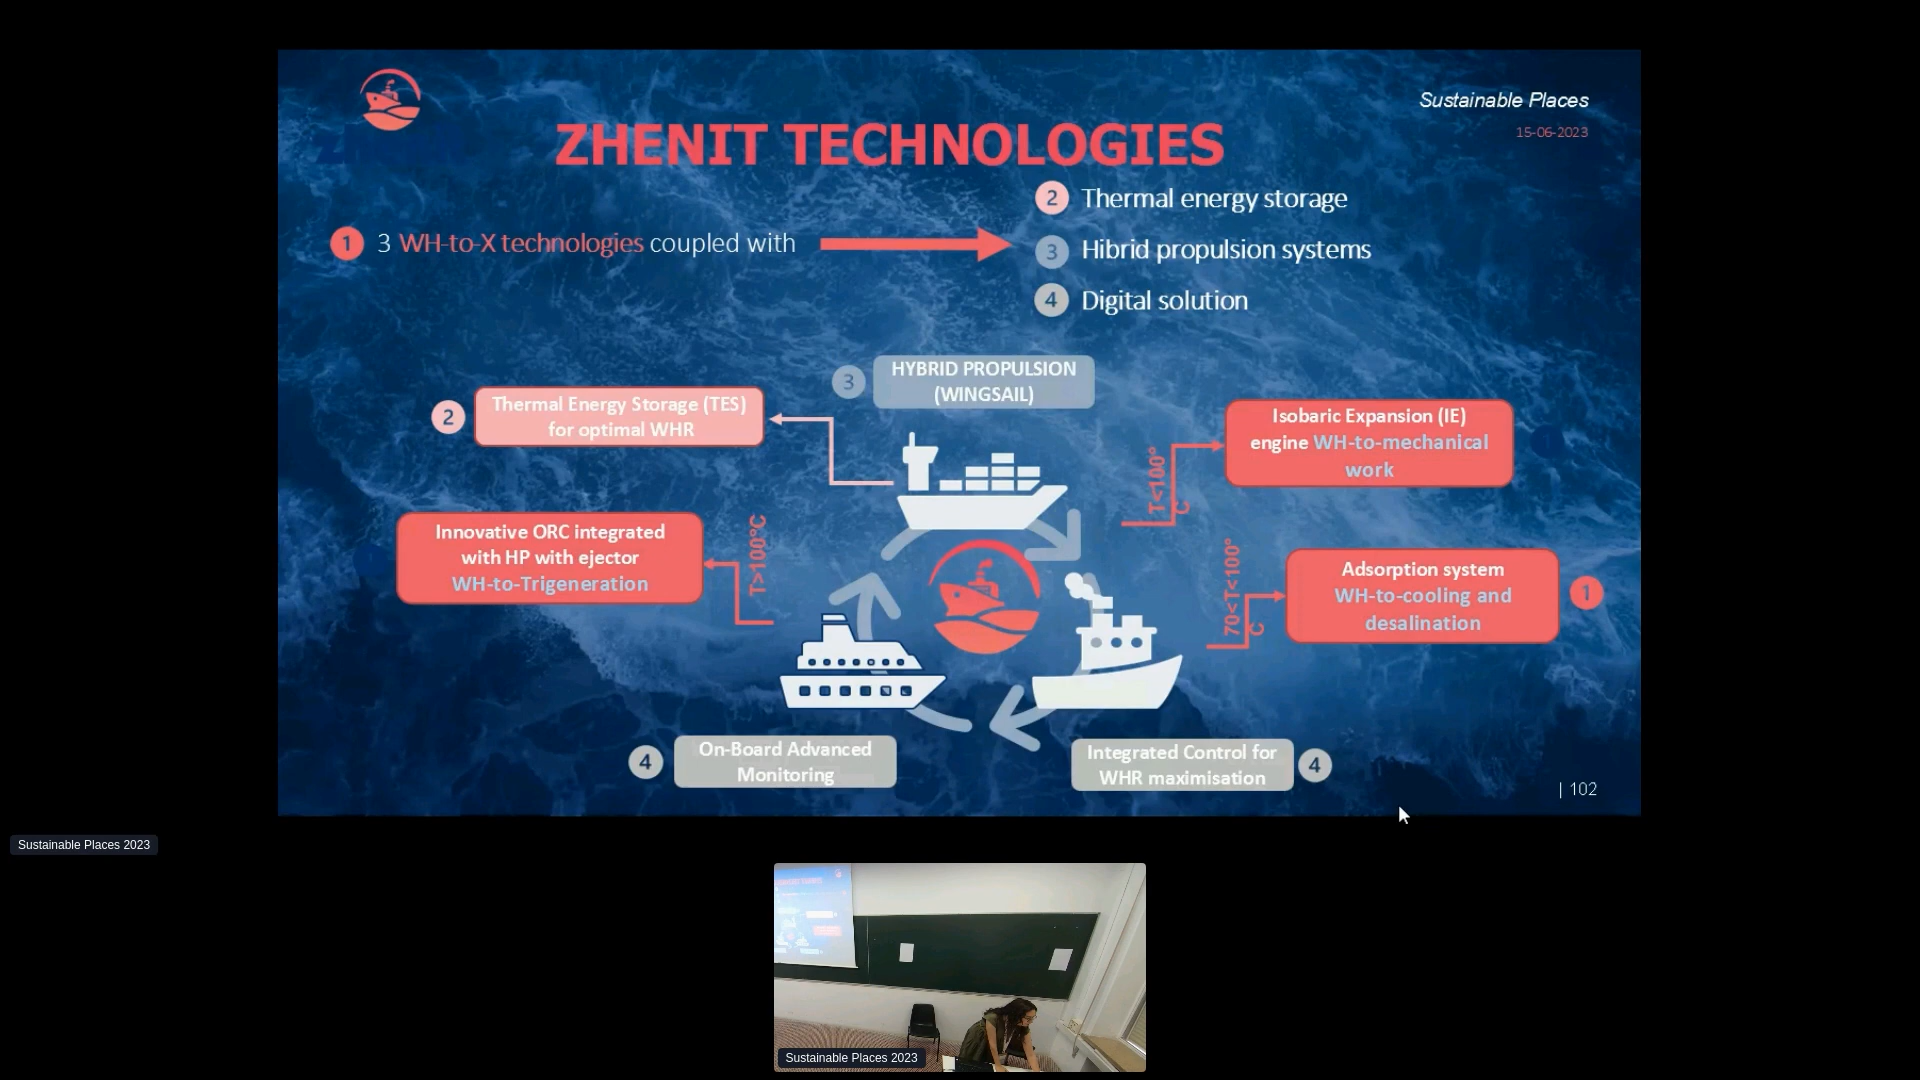 Sustainable Places
15-06-2023
ZHENIT TECHNOLOGIES
1 3 WH-to-X technologies coupled with
2 Thermal energy storage
3 Hibrid propulsion systems
4 Digital solution
3 HYBRID PROPULSION
(WINGSAIL)
2 Thermal Energy Storage (TES)
for optimal WHR
Isobaric Expansion (IE)
engine WH-to-mechanical
work
T<100°
C
Innovative ORC integrated
with HP with ejector
WH-to-Trigeneration
T>100°C
70<T<100°
C
Adsorption system
WH-to-cooling and
desalination
1
4 On-Board Advanced
Monitoring
Integrated Control for
WHR maximisation
4
| 102
Sustainable Places 2023
Sustainable Places 2023